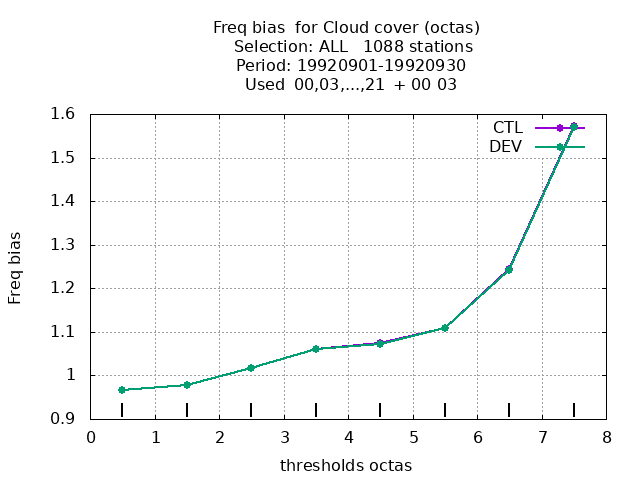 Freq bias  for Cloud cover (octas)
Selection: ALL   1088 stations
Period: 19920901-19920930
Used  00,03,...,21  + 00 03
CTL
DEV
1.6
1.5
1.4
1.3
1.2
1.1
1
0.9
Freq bias
0 1 2 3 4 5 6 7 8
thresholds octas